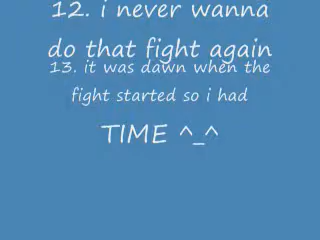 12. i never wanna
do that fight again
13. it was dawn when the
fight started so i had
TIME ^_^